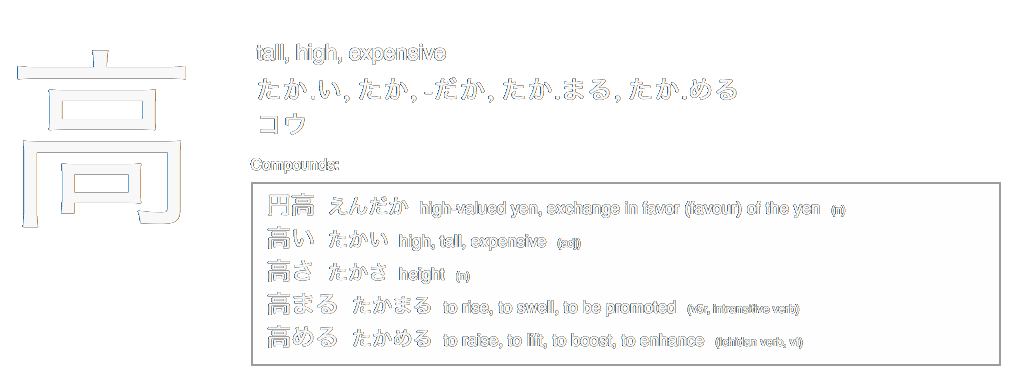 高
tall, high, expensive
たか.い, たか, -だか, たか.まる, たか.める
コウ
Compounds:
円高 えんだか high-valued yen, exchange in favor (favour) of the yen (n)
高い たかい high, tall, expensive (adj)
高さ たかさ height (n)
高まる たかまる to rise, to swell, to be promoted (v5r, intransitive verb)
高める たかめる to raise, to lift, to boost, to enhance (Ichidan verb, vt)